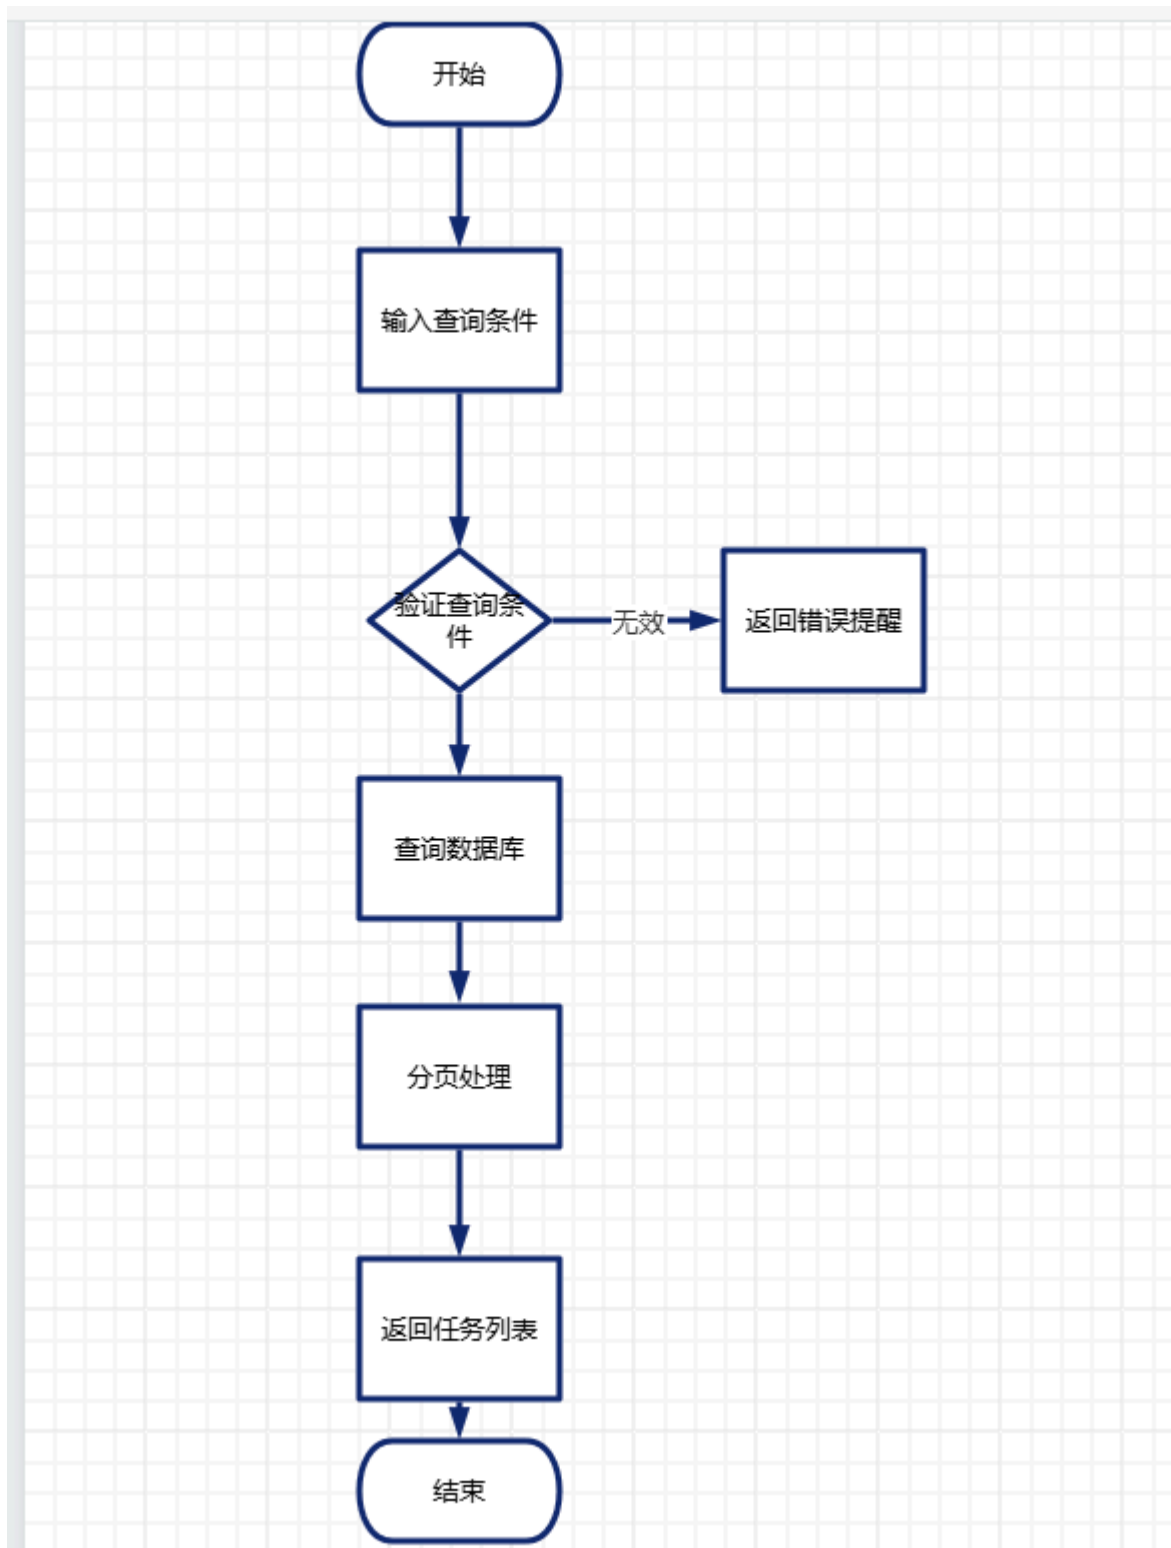 开始
输入查询条件
验证查询条
件
无效
返回错误提醒
查询数据库
分页处理
返回任务列表
结束